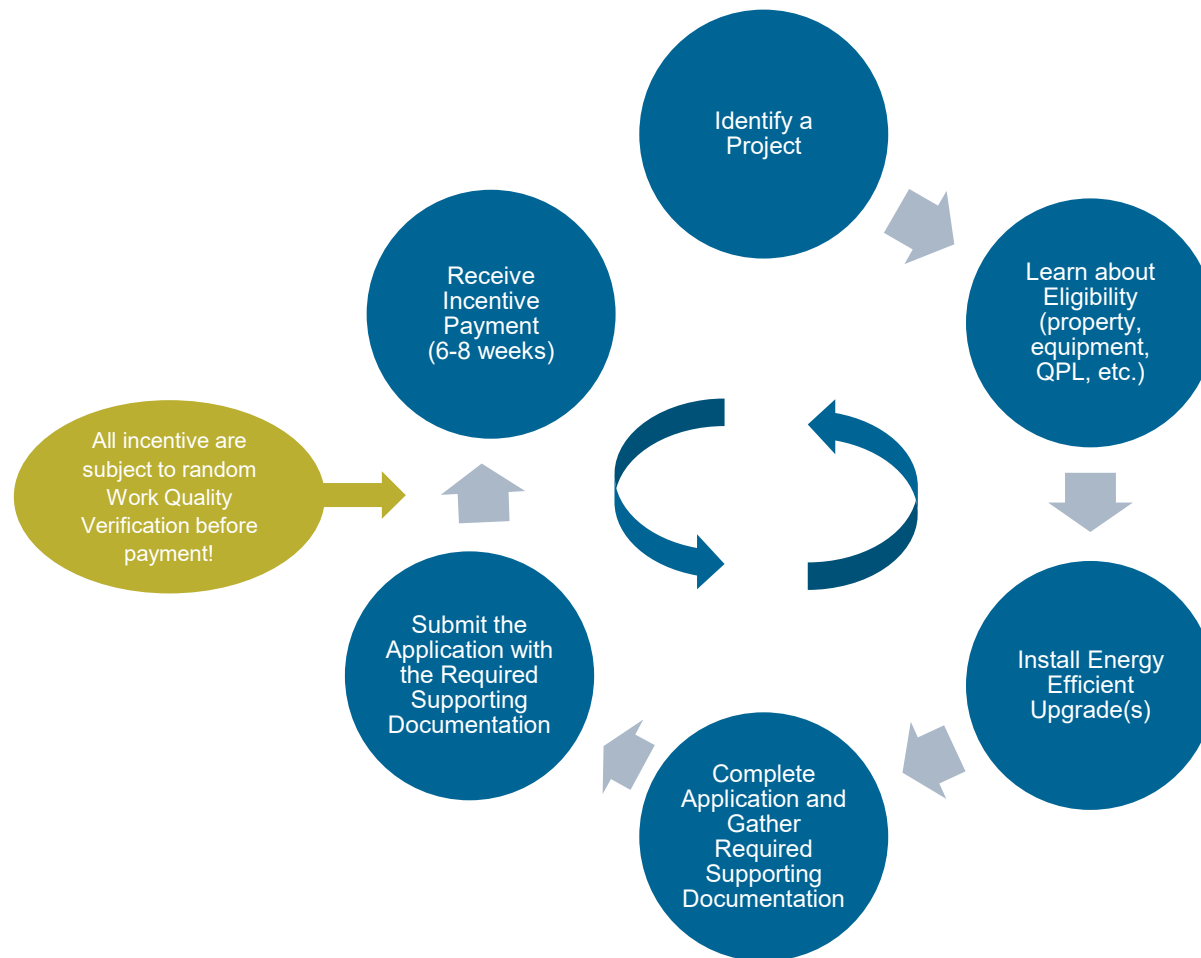 Identify a
Project
Learn about
Eligibility
(property,
equipment,
QPL, etc.)
Install Energy
Efficient
Upgrade(s)
Complete
Application and
Gather
Required
Supporting
Documentation
Submit the
Application with
the Required
Supporting
Documentation
All incentive are
subject to random
Work Quality
Verification before
payment!
Receive
Incentive
Payment
(6-8 weeks)